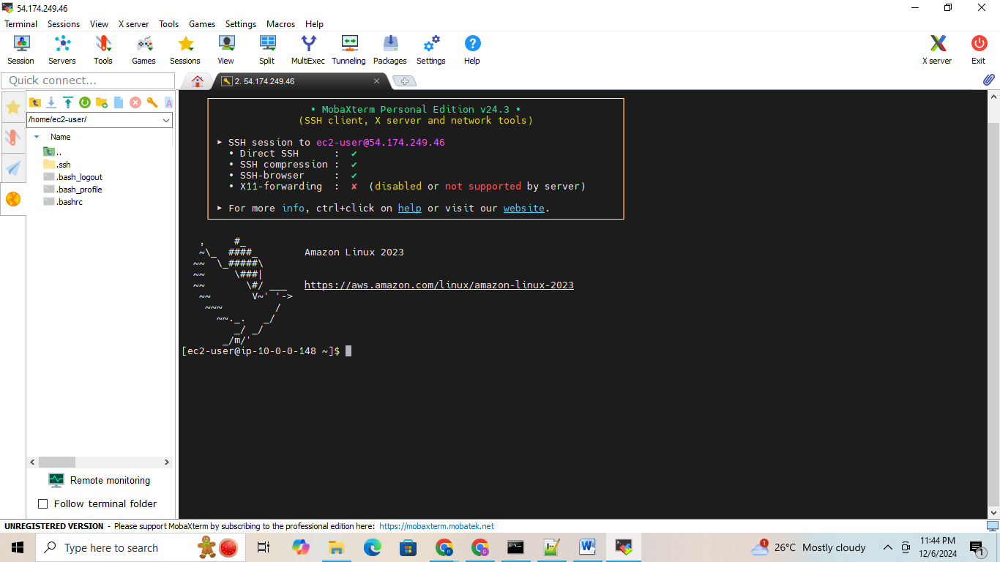 54.174.249.46
Terminal Sessions View X server Tools Games Settings Macros Help
Session Servers Tools Games Sessions View Split MultiExec Tunneling Packages Settings Help X server Exit
Quick connect...
2. 54.174.249.46
/home/ec2-user/
Name
..
.ssh
.bash_logout
.bash_profile
.bashrc
• MobaXterm Personal Edition v24.3 •
(SSH client, X server and network tools)
➤ SSH session to ec2-user@54.174.249.46
• Direct SSH : ✔
• SSH compression : ✔
• SSH-browser : ✔
• X11-forwarding : ✘ (disabled or not supported by server)
➤ For more info, ctrl+click on help or visit our website.
   ,     #_
   ~\_  ####_        Amazon Linux 2023
  ~~  \_#####\
  ~~     \###|
  ~~       \#/ ___   https://aws.amazon.com/linux/amazon-linux-2023
   ~~       V~' '->
    ~~~         /
      ~~._.   _/
         _/ _/
       _/m/'
[ec2-user@ip-10-0-0-148 ~]$
Remote monitoring
Follow terminal folder
UNREGISTERED VERSION - Please support MobaXterm by subscribing to the professional edition here: https://mobaxterm.mobatek.net
Type here to search
26°C Mostly cloudy
11:44 PM
12/6/2024